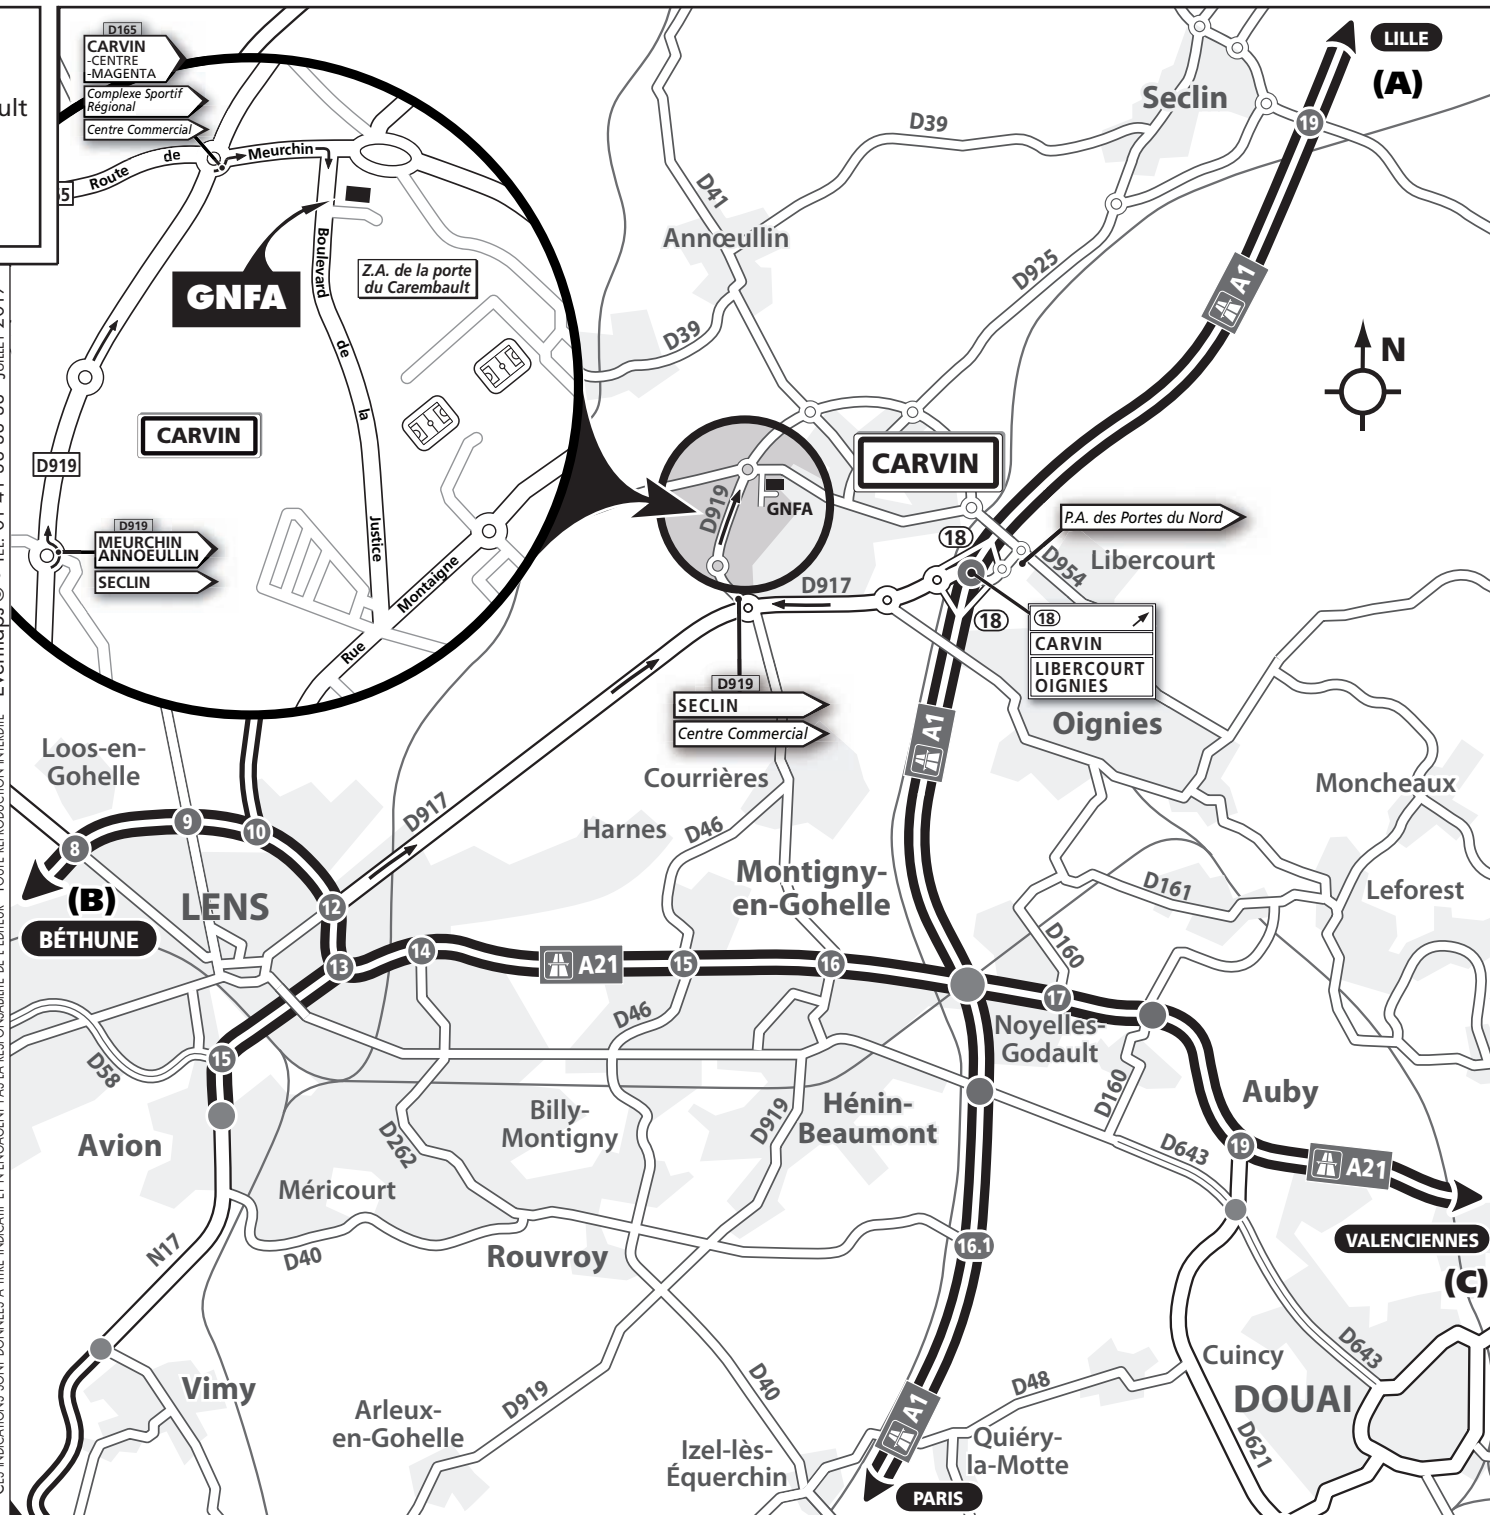 ult
D165
CARVIN
-CENTRE
-MAGENTA
Complexe Sportif
Régional
Centre Commercial
Route
de
Meurchin
GNFA
Boulevard
de
la
Justice
Z.A. de la porte
du Carembault
CARVIN
D919
D919
MEURCHIN
ANNOEULLIN
SECLIN
Rue
Montaigne
LILLE
(A)
Seclin
19
D39
D41
Annœullin
D925
A1
D39
N
CARVIN
D919
GNFA
18
P.A. des Portes du Nord
D954
Libercourt
D917
18
18
CARVIN
LIBERCOURT
OIGNIES
D919
SECLIN
Centre Commercial
A1
Oignies
Loos-en-
Gohelle
Courrières
Moncheaux
D917
Harnes
D46
8
9
10
Montigny-
en-Gohelle
D161
Leforest
(B)
BÉTHUNE
LENS
12
13
14
A21
15
16
D160
17
D46
Noyelles-
Godault
D58
15
D160
Auby
Billy-
Montigny
D919
Hénin-
Beaumont
Avion
D262
D643
19
A21
Méricourt
VALENCIENNES
(C)
N17
D40
Rouvroy
16.1
Cuincy
D643
Vimy
D40
D48
DOUAI
D919
Arleux-
en-Gohelle
A1
D621
Izel-lès-
Équerchin
Quiéry-
la-Motte
PARIS